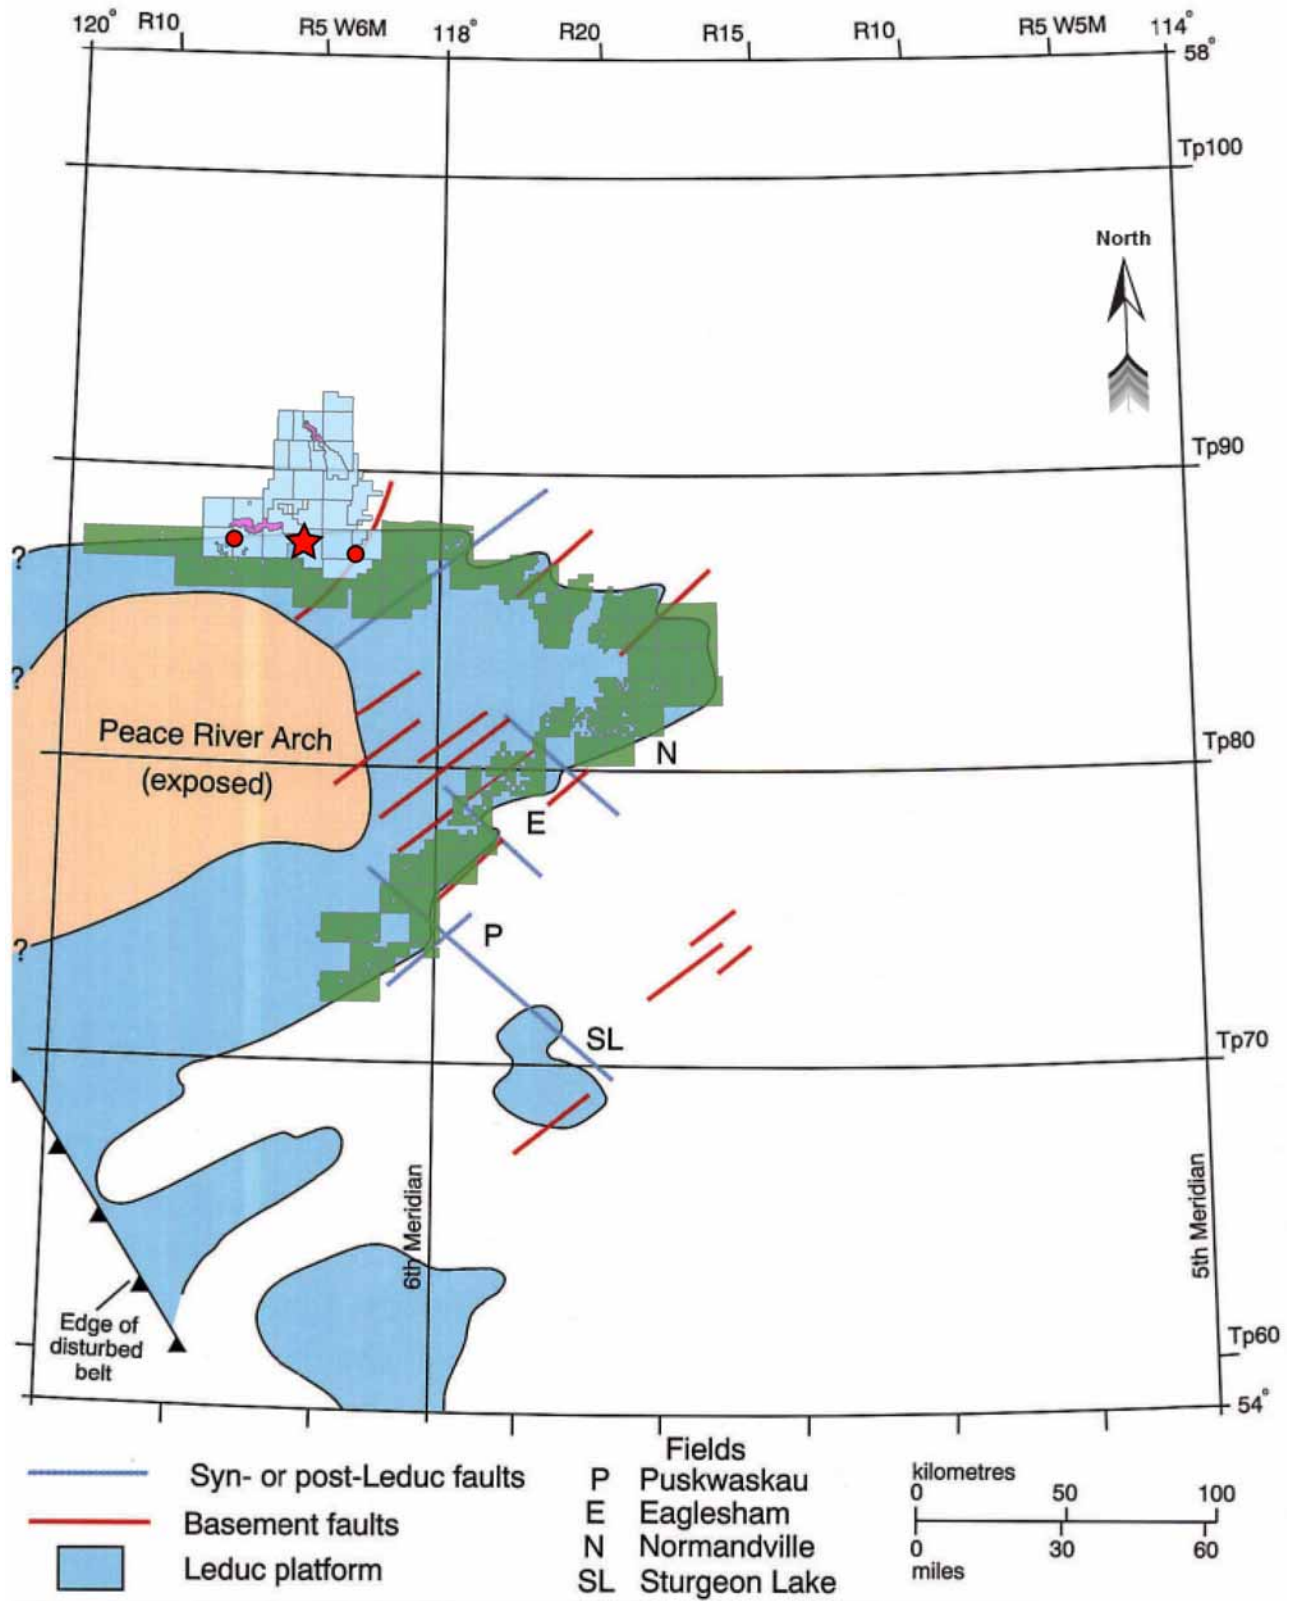 120° R10 R5 W6M 118° R20 R15 R10 R5 W5M 114°
58°
Tp100
North
Tp90
?
?
Peace River Arch
(exposed)
Tp80
N
E
?
P
SL
Tp70
6th Meridian
5th Meridian
Edge of
disturbed
belt
Tp60
54°
Syn- or post-Leduc faults
Basement faults
Leduc platform
Fields
P Puskwaskau
E Eaglesham
N Normandville
SL Sturgeon Lake
kilometres
0 50 100
0 30 60
miles